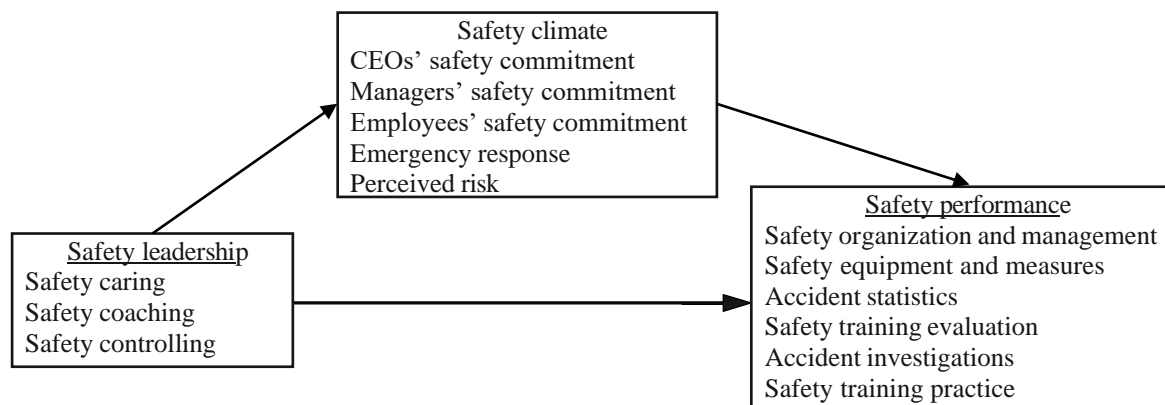 Safety climate
CEOs’ safety commitment
Managers’ safety commitment
Employees’ safety commitment
Emergency response
Perceived risk
Safety leadership
Safety caring
Safety coaching
Safety controlling
Safety performance
Safety organization and management
Safety equipment and measures
Accident statistics
Safety training evaluation
Accident investigations
Safety training practice